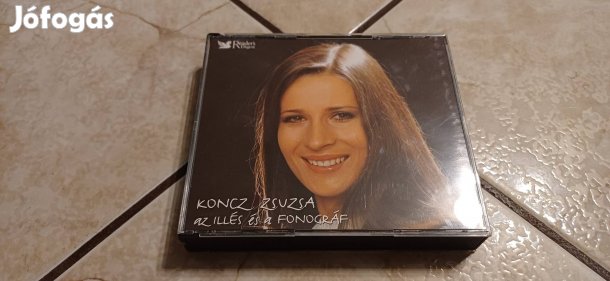 Jófogás
Reader's
Digest
KONCZ ZSUZSA
az ILLÉS és a FONOGRÁF